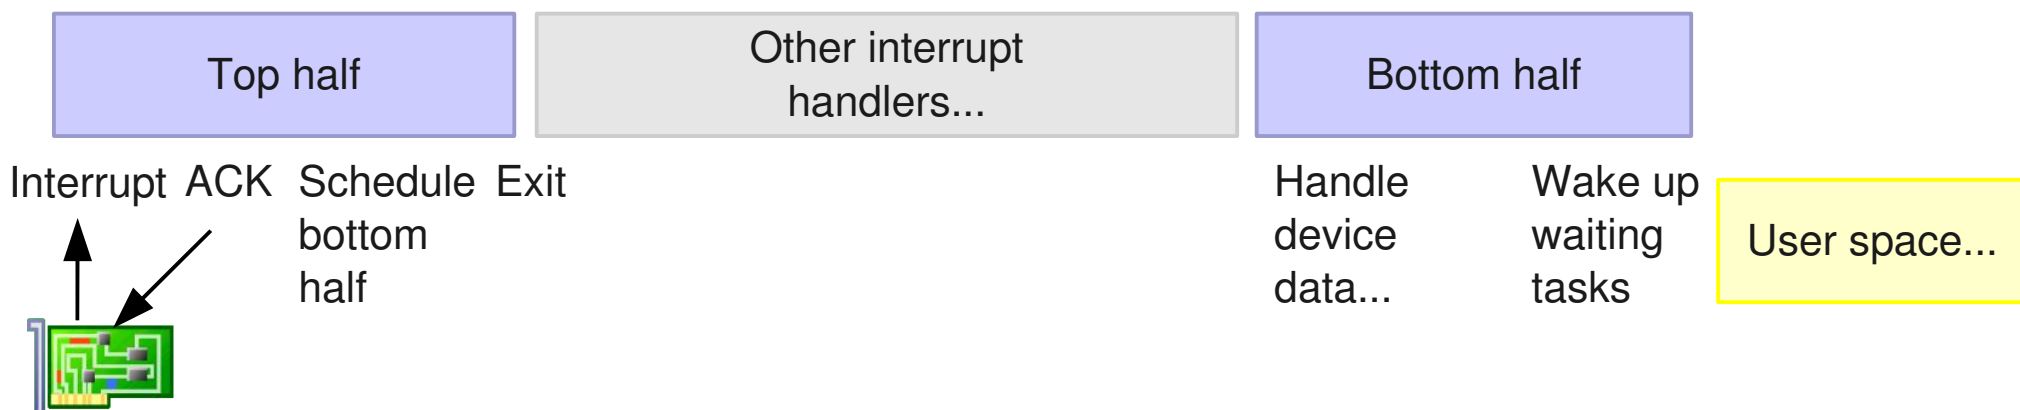 Top half
Other interrupt
handlers...
Bottom half
Interrupt ACK Schedule Exit
bottom
half
Handle
device
data...
Wake up
waiting
tasks
User space...